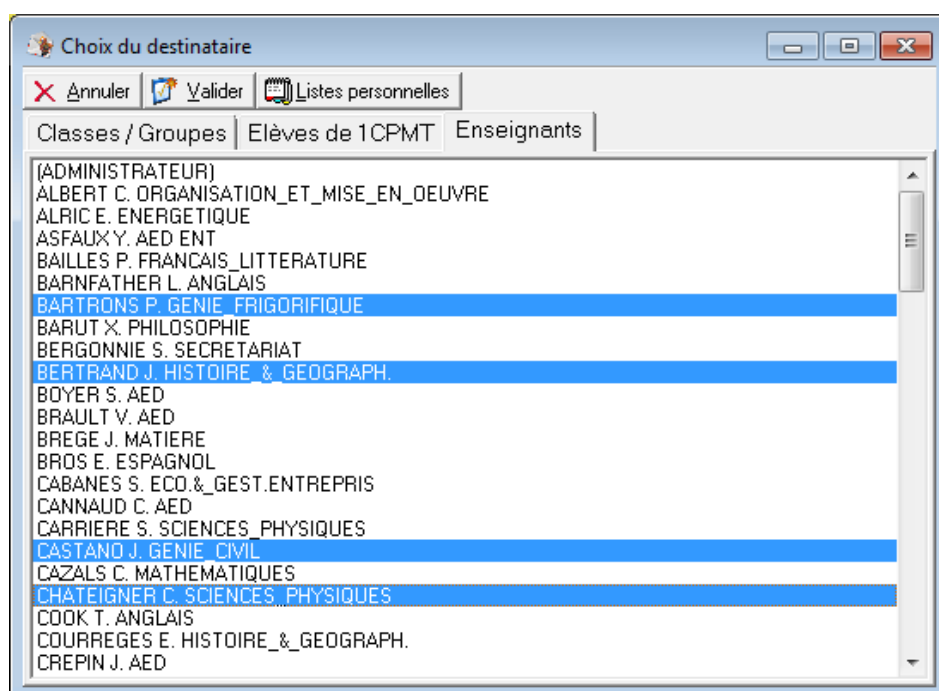 Choix du destinataire
Annuler Valider Listes personnelles
Classes / Groupes Elèves de 1CPMT Enseignants
(ADMINISTRATEUR)
ALBERT C. ORGANISATION_ET_MISE_EN_OEUVRE
ALRIC E. ENERGETIQUE
ASFAUX Y. AED ENT
BAILLES P. FRANCAIS_LITTERATURE
BARNFATHER L. ANGLAIS
BARTRONS P. GENIE_FRIGORIFIQUE
BARUT X. PHILOSOPHIE
BERGONNIE S. SECRETARIAT
BERTRAND J. HISTOIRE_&_GEOGRAPH.
BOYER S. AED
BRAULT V. AED
BREGE J. MATIERE
BROS E. ESPAGNOL
CABANES S. ECO.&_GEST.ENTREPRIS
CANNAUD C. AED
CARRIERE S. SCIENCES_PHYSIQUES
CASTANO J. GENIE_CIVIL
CAZALS C. MATHEMATIQUES
CHATEIGNER C. SCIENCES_PHYSIQUES
COOK T. ANGLAIS
COURREGES E. HISTOIRE_&_GEOGRAPH.
CREPIN J. AED